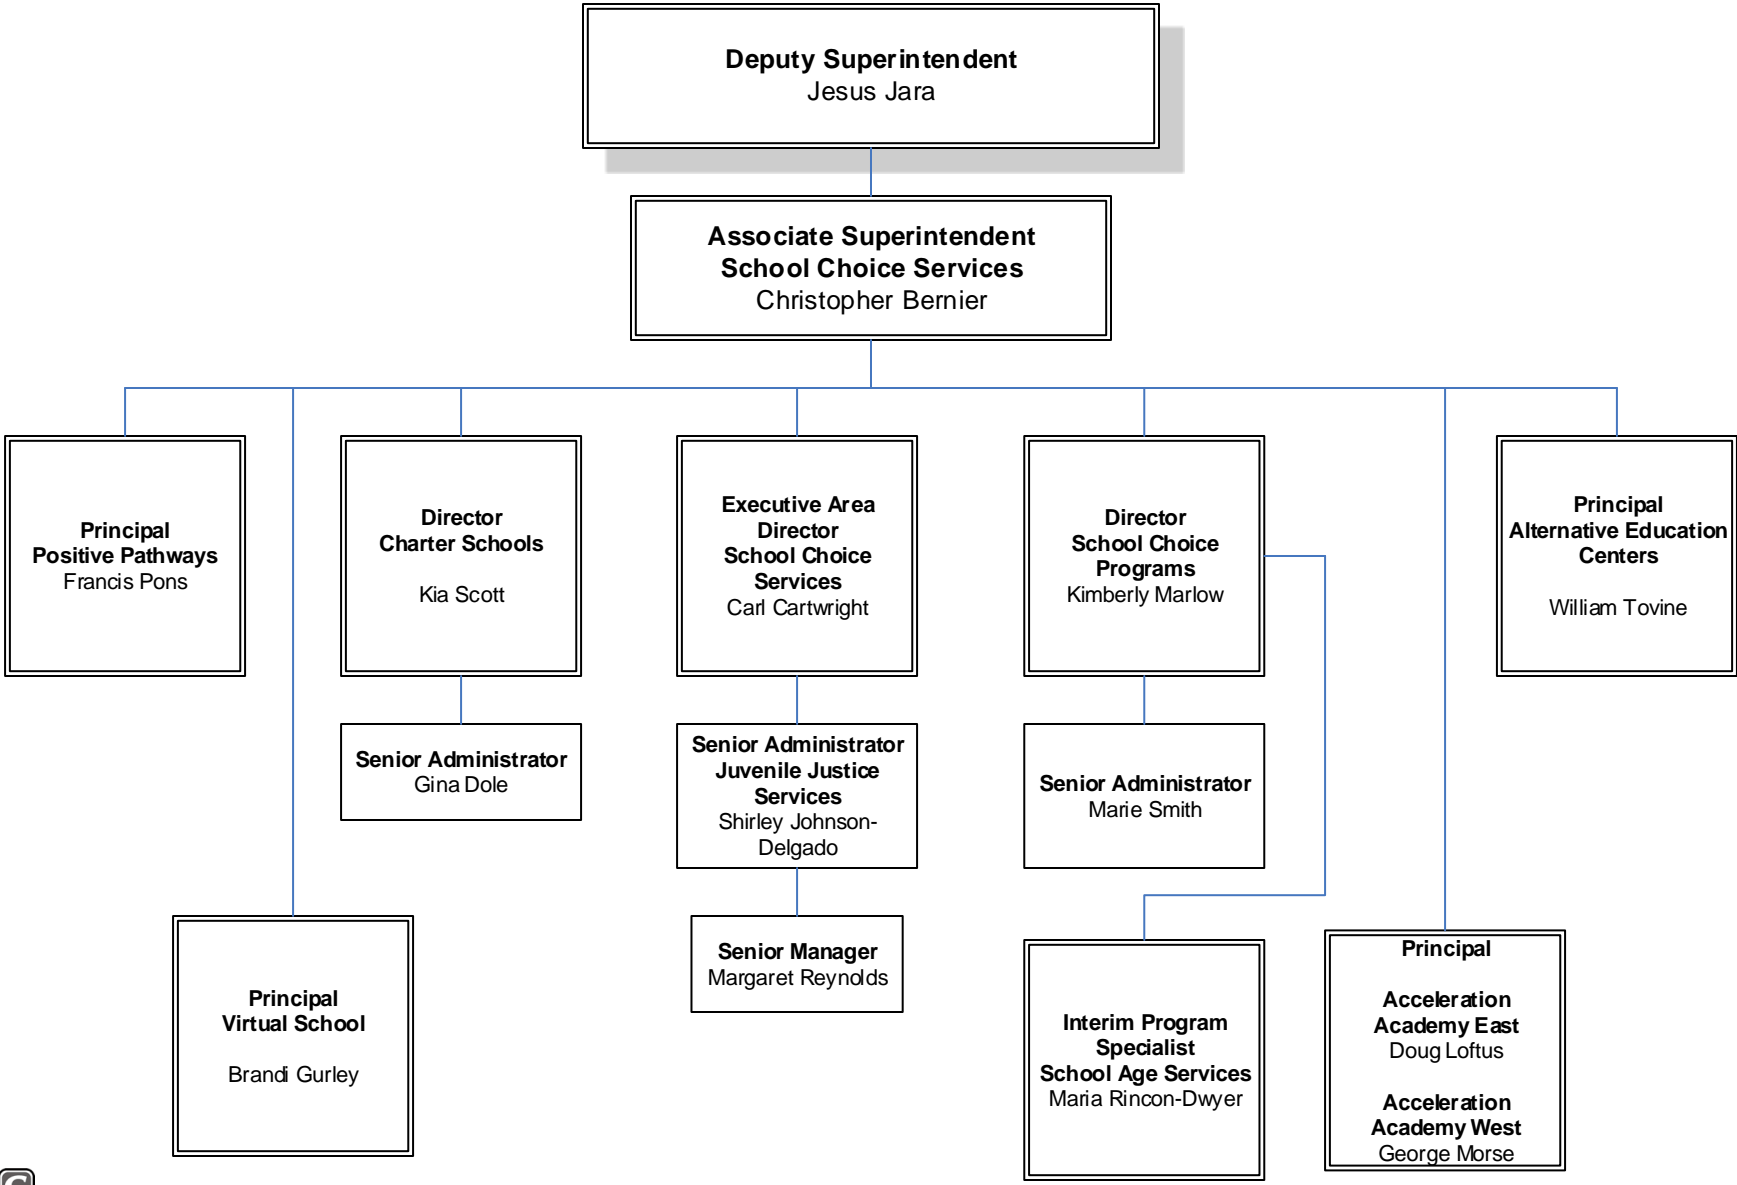 Deputy Superintendent
Jesus Jara
Associate Superintendent
School Choice Services
Christopher Bernier
Principal
Positive Pathways
Francis Pons
Director
Charter Schools
Kia Scott
Executive Area
Director
School Choice
Services
Carl Cartwright
Director
School Choice
Programs
Kimberly Marlow
Principal
Alternative Education
Centers
William Tovine
Senior Administrator
Gina Dole
Senior Administrator
Juvenile Justice
Services
Shirley Johnson-
Delgado
Senior Administrator
Marie Smith
Principal
Virtual School
Brandi Gurley
Senior Manager
Margaret Reynolds
Interim Program
Specialist
School Age Services
Maria Rincon-Dwyer
Principal
Acceleration
Academy East
Doug Loftus
Acceleration
Academy West
George Morse